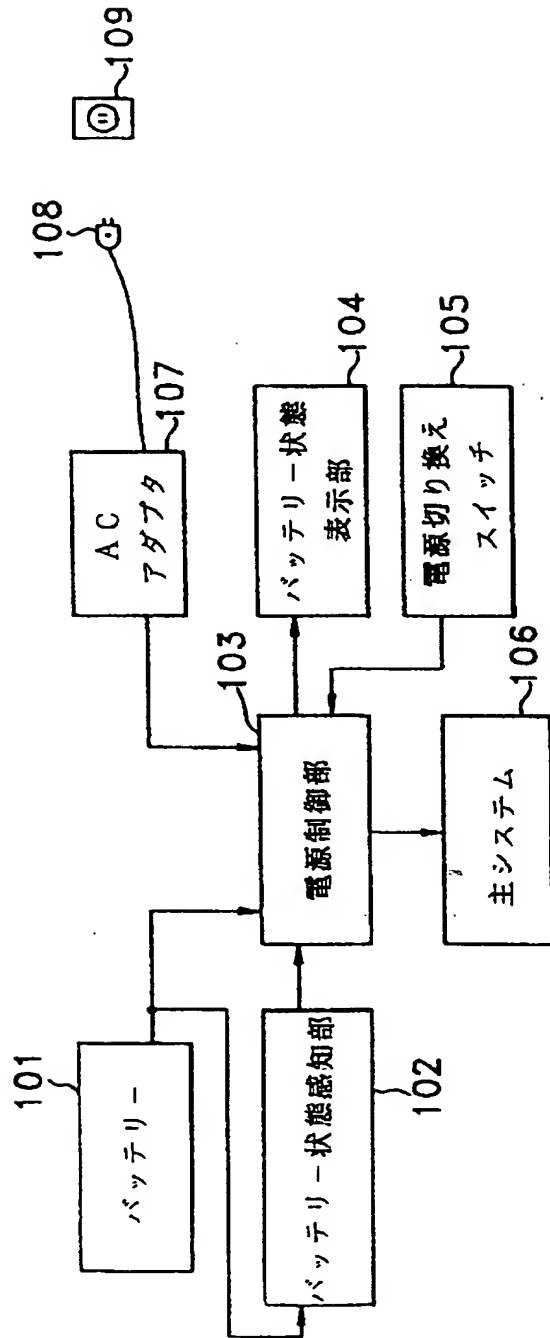 101
バッテリー
102
バッテリー状態感知部
103
電源制御部
104
バッテリー状態
表示部
105
電源切り換え
スイッチ
106
主システム
107
AC
アダプタ
108
109